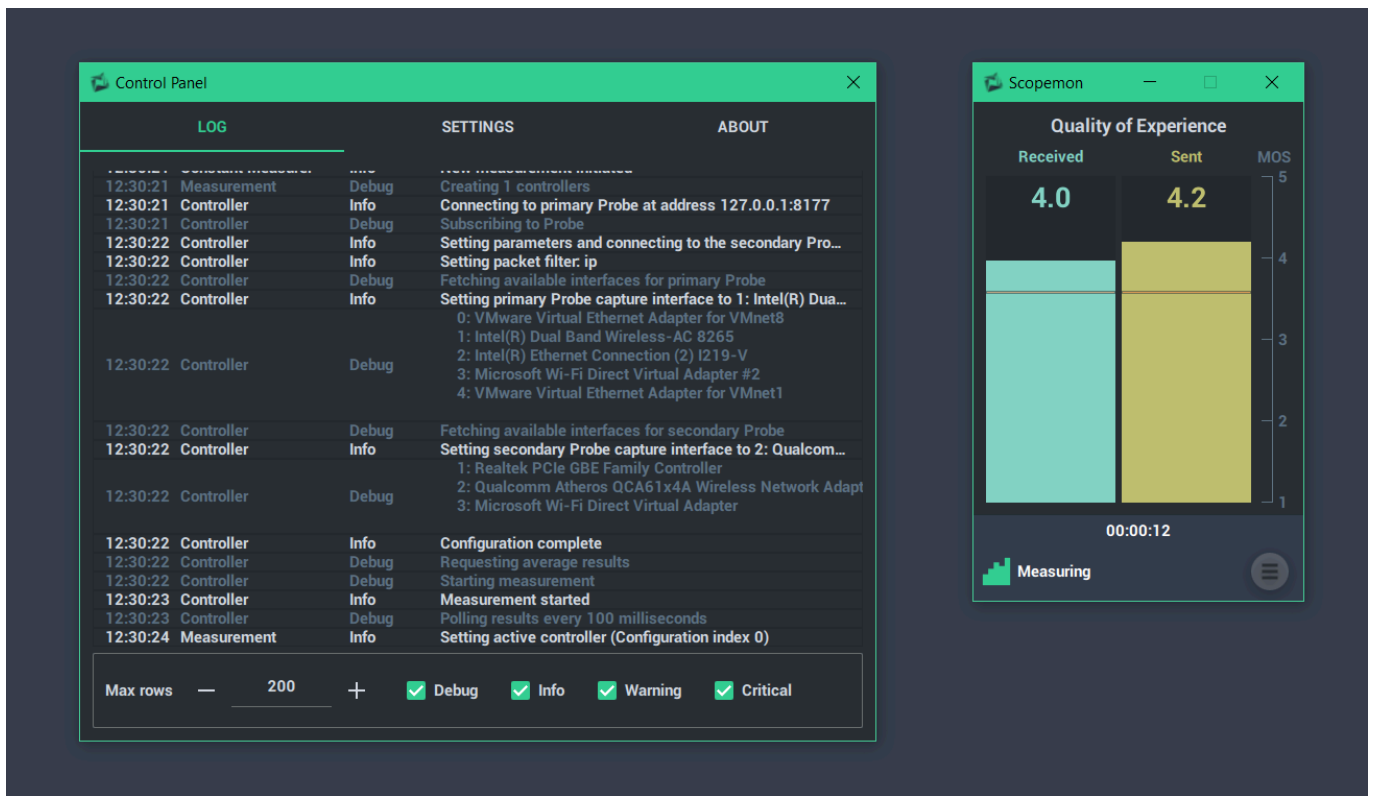 Control Panel
LOG SETTINGS ABOUT
12:30:21 Constant Measurer Info New measurement initiated
12:30:21 Measurement Debug Creating 1 controllers
12:30:21 Controller Info Connecting to primary Probe at address 127.0.0.1:8177
12:30:21 Controller Debug Subscribing to Probe
12:30:22 Controller Info Setting parameters and connecting to the secondary Pro...
12:30:22 Controller Info Setting packet filter: ip
12:30:22 Controller Debug Fetching available interfaces for primary Probe
12:30:22 Controller Info Setting primary Probe capture interface to 1: Intel(R) Dua...
0: VMware Virtual Ethernet Adapter for VMnet8
1: Intel(R) Dual Band Wireless-AC 8265
2: Intel(R) Ethernet Connection (2) I219-V
12:30:22 Controller Debug
3: Microsoft Wi-Fi Direct Virtual Adapter #2
4: VMware Virtual Ethernet Adapter for VMnet1
12:30:22 Controller Debug Fetching available interfaces for secondary Probe
12:30:22 Controller Info Setting secondary Probe capture interface to 2: Qualcom...
1: Realtek PCIe GBE Family Controller
2: Qualcomm Atheros QCA61x4A Wireless Network Adapt
12:30:22 Controller Debug
3: Microsoft Wi-Fi Direct Virtual Adapter
12:30:22 Controller Info Configuration complete
12:30:22 Controller Debug Requesting average results
12:30:22 Controller Debug Starting measurement
12:30:23 Controller Info Measurement started
12:30:23 Controller Debug Polling results every 100 milliseconds
12:30:24 Measurement Info Setting active controller (Configuration index 0)
Max rows — 200 + Debug Info Warning Critical
Scopemon
Quality of Experience
Received Sent MOS
5
4.0 4.2
4
3
2
1
00:00:12
Measuring